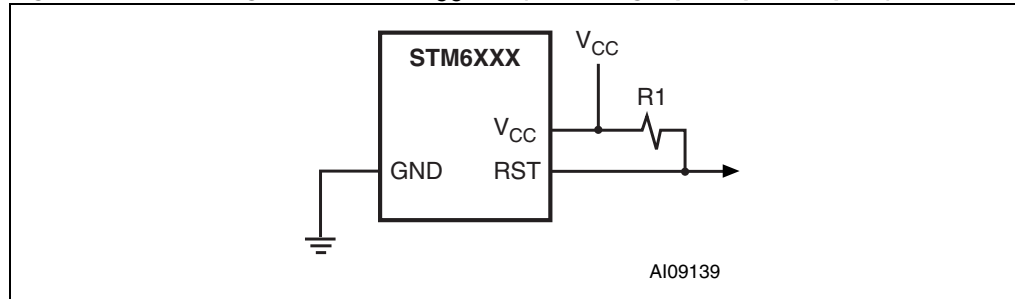 STM6XXX
VCC
R1
VCC
GND
RST
AI09139